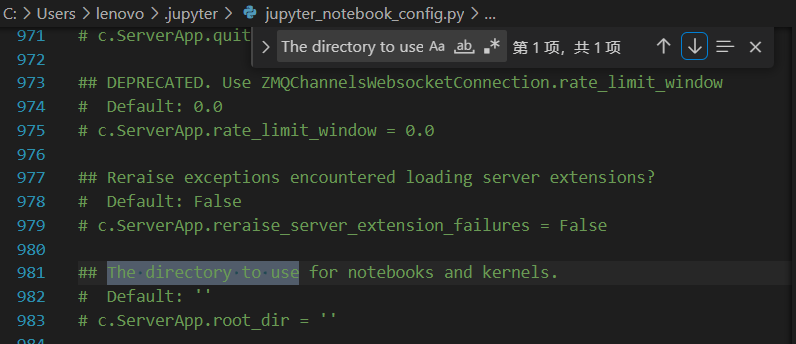 C: > Users > lenovo > .jupyter > jupyter_notebook_config.py > ...
971 # c.ServerApp.quit
The directory to use Aa ab, .* 第 1 项，共 1 项
972
973 ## DEPRECATED. Use ZMQChannelsWebsocketConnection.rate_limit_window
974 #  Default: 0.0
975 # c.ServerApp.rate_limit_window = 0.0
976
977 ## Reraise exceptions encountered loading server extensions?
978 #  Default: False
979 # c.ServerApp.reraise_server_extension_failures = False
980
981 ## The directory to use for notebooks and kernels.
982 #  Default: ''
983 # c.ServerApp.root_dir = ''
984